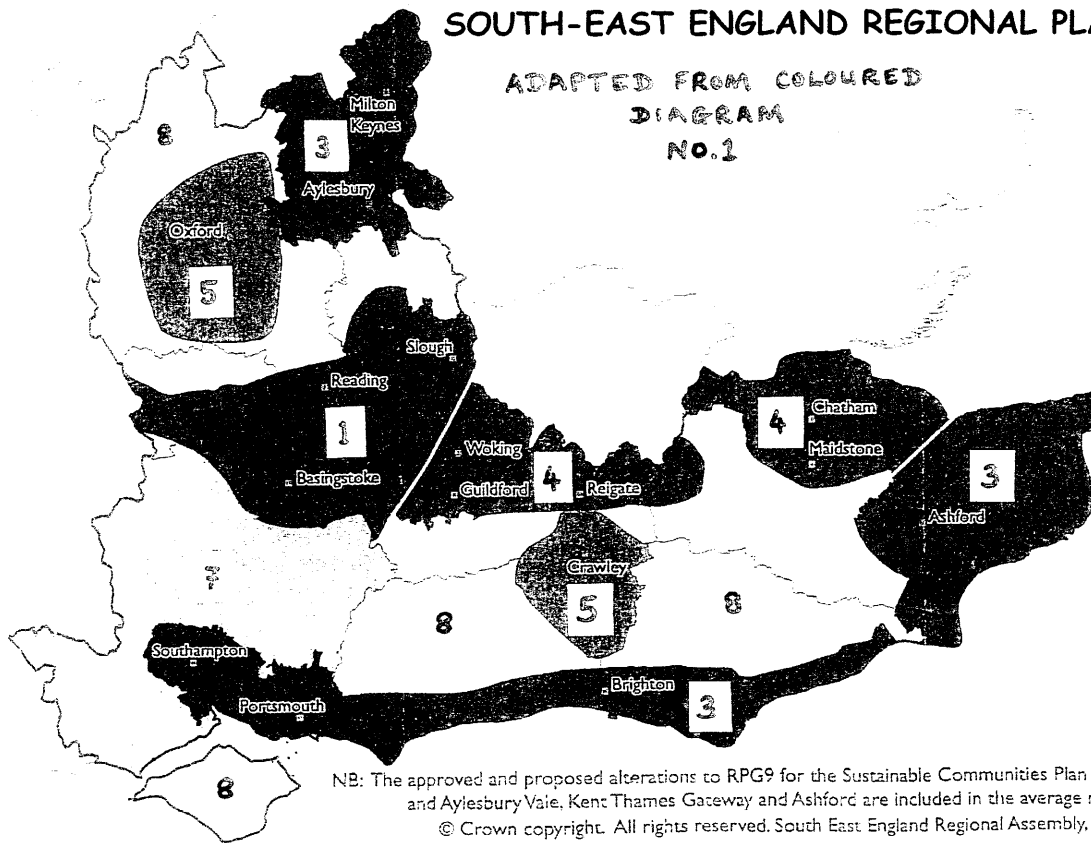 SOUTH-EAST ENGLAND REGIONAL PLA
ADAPTED FROM COLOURED
DIAGRAM
NO.1
Milton
Keynes
8
3
Aylesbury
Oxford
5
Slough
Reading
1
Chatham
4
Woking
Maidstone
4
3
Basingstoke
Guildford
Reigate
Ashford
Crawley
5
8
8
Southampton
Brighton
Portsmouth
3
8
NB: The approved and proposed alterations to RPG9 for the Sustainable Communities Plan
and Aylesbury Vale, Kent Thames Gateway and Ashford are included in the average
© Crown copyright. All rights reserved. South East England Regional Assembly,